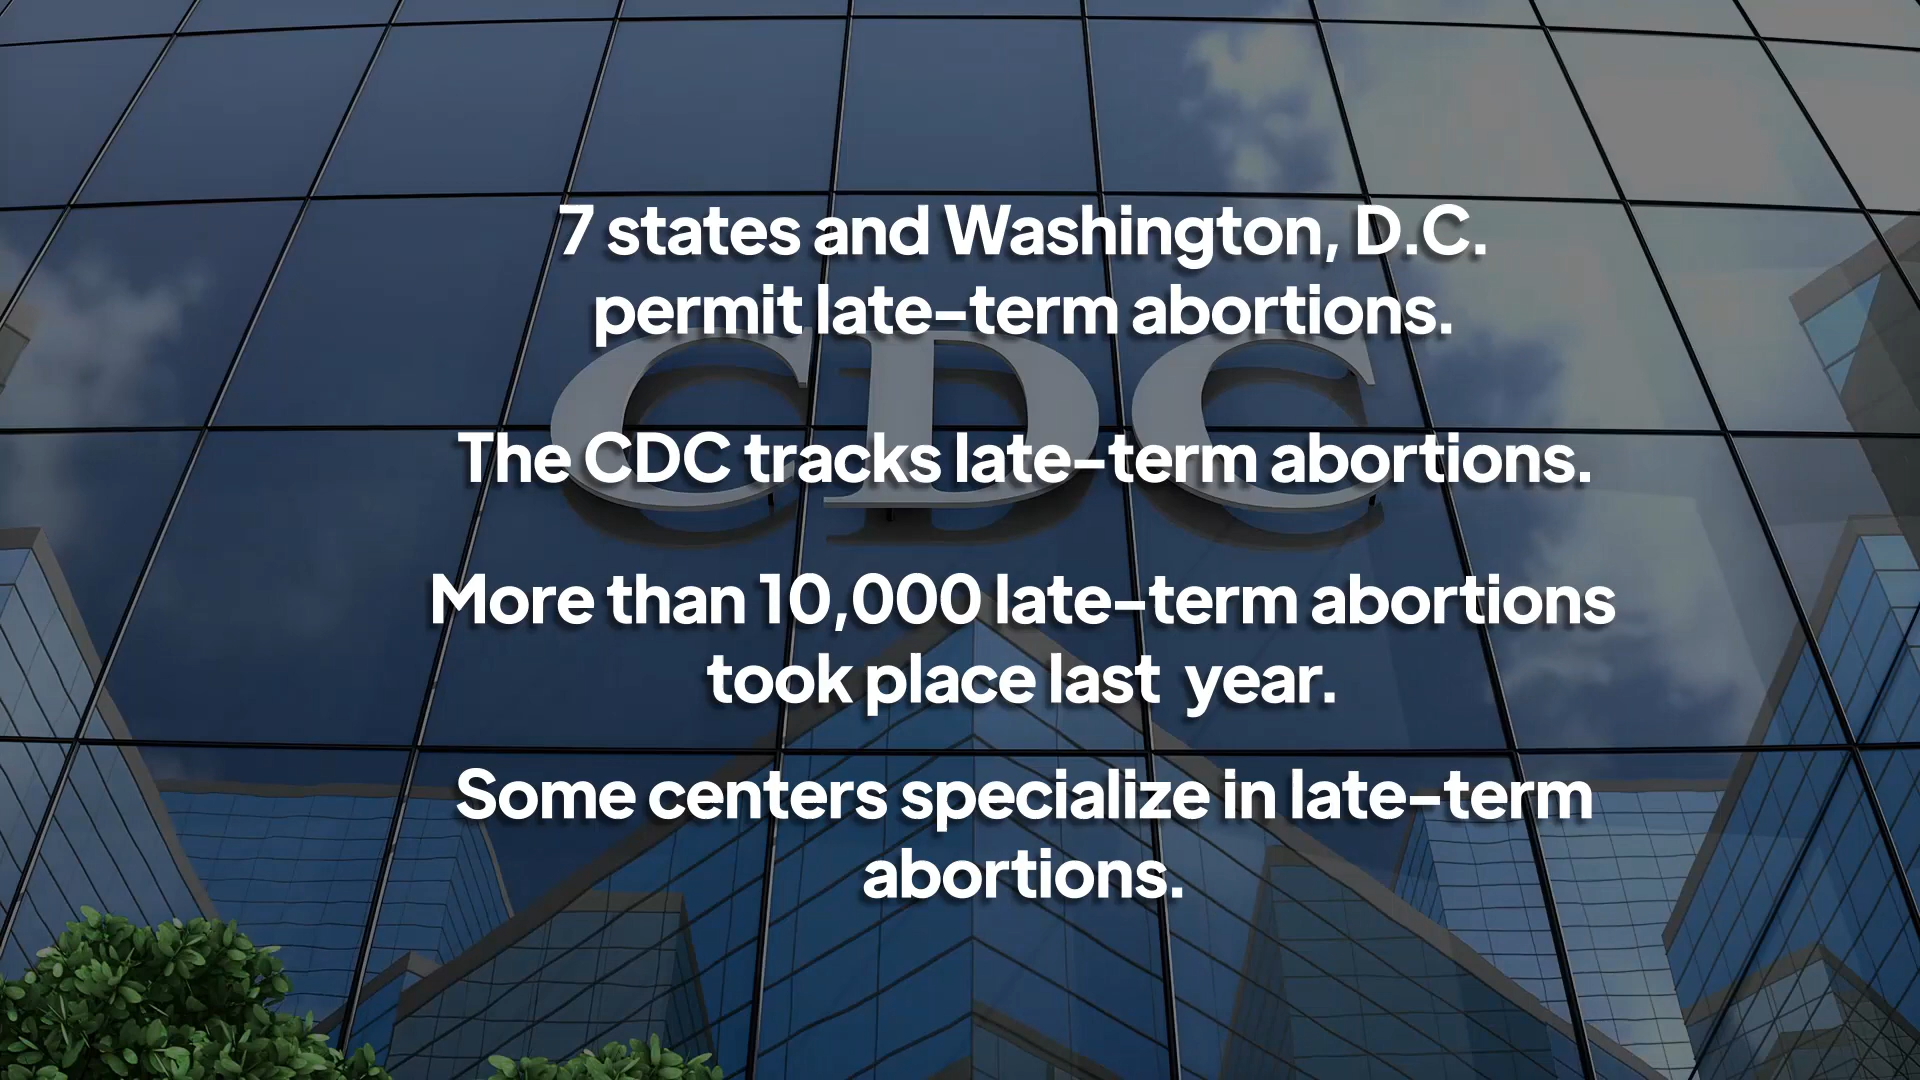 7 states and Washington, D.C.
permit late-term abortions.
CDC
The CDC tracks late-term abortions.
More than 10,000 late-term abortions
took place last  year.
Some centers specialize in late-term
abortions.